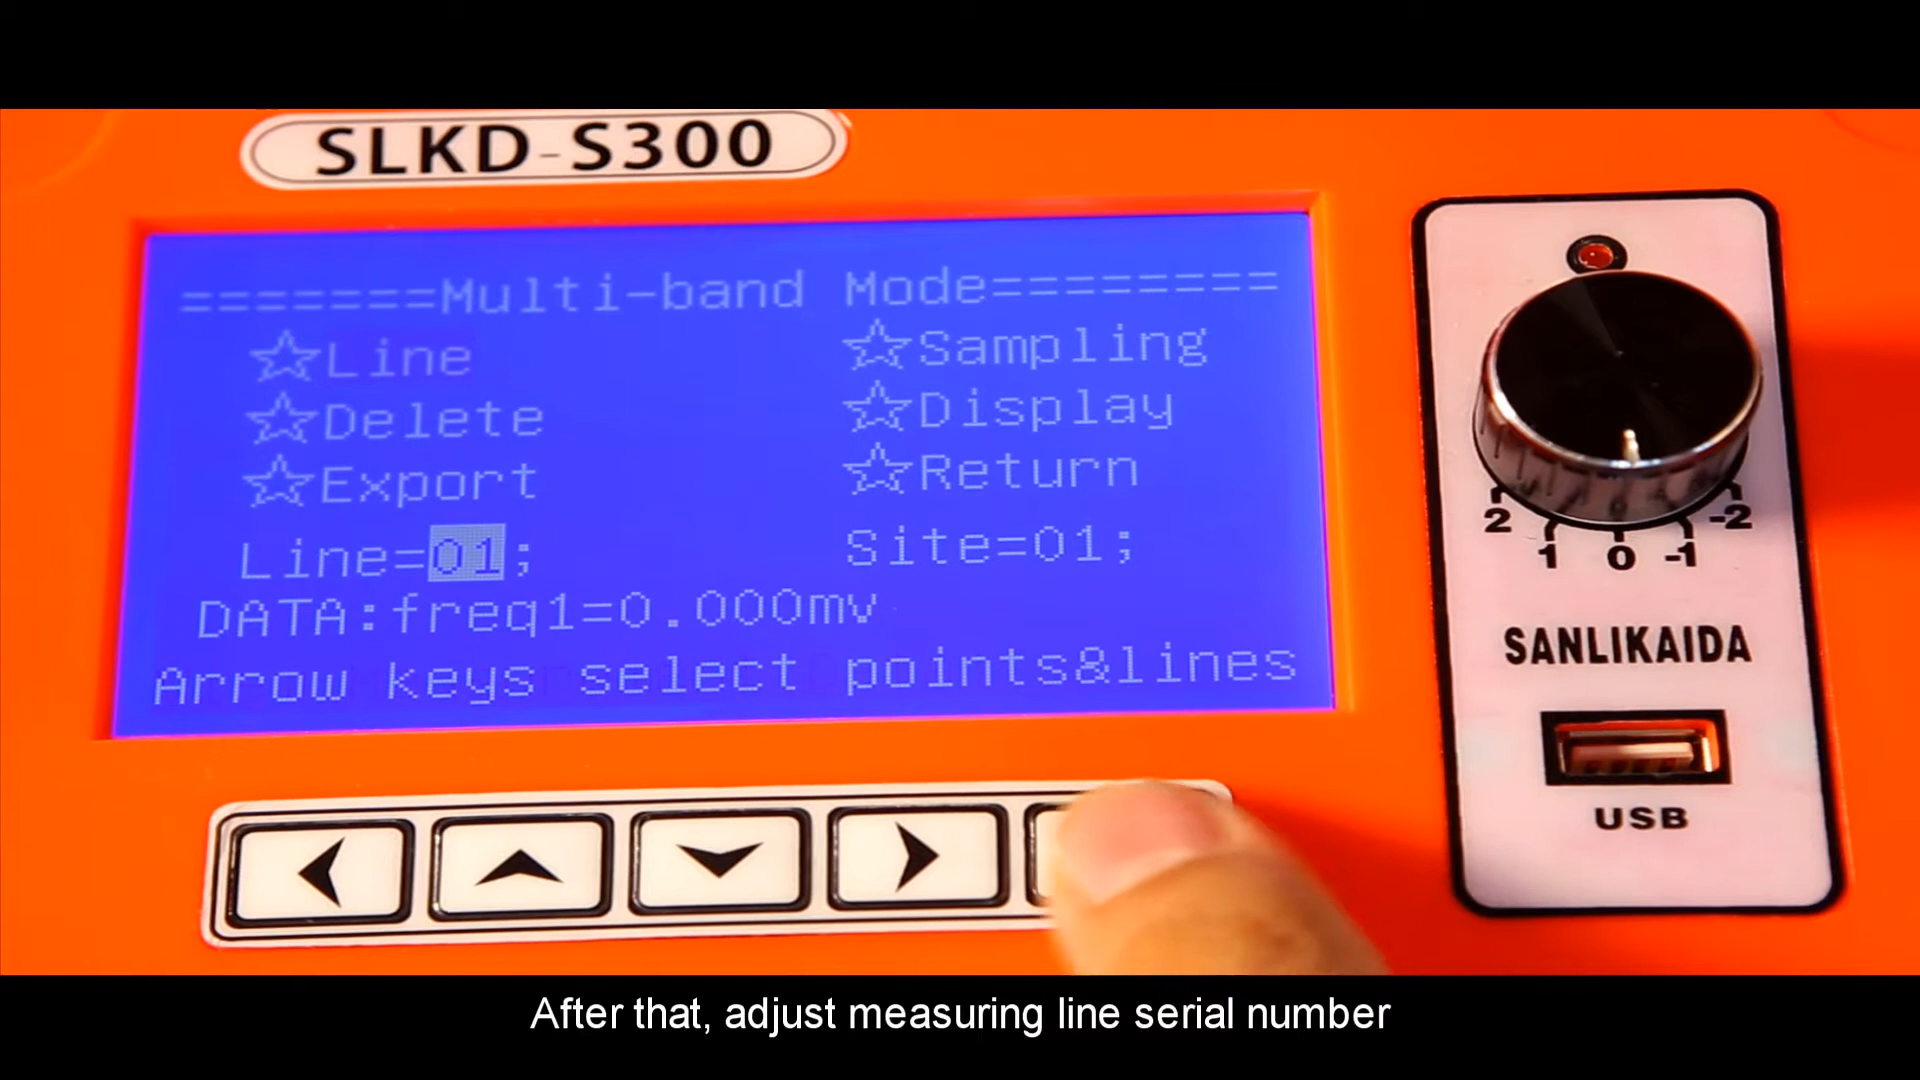 SLKD-S300
=======Multi-band Mode========
☆Line ☆Sampling
☆Delete ☆Display
☆Export ☆Return
Line=01; Site=01;
DATA:freq1=0.000mv
Arrow keys select points&lines
2 1 0 -1 -2
SANLIKAIDA
USB
After that, adjust measuring line serial number